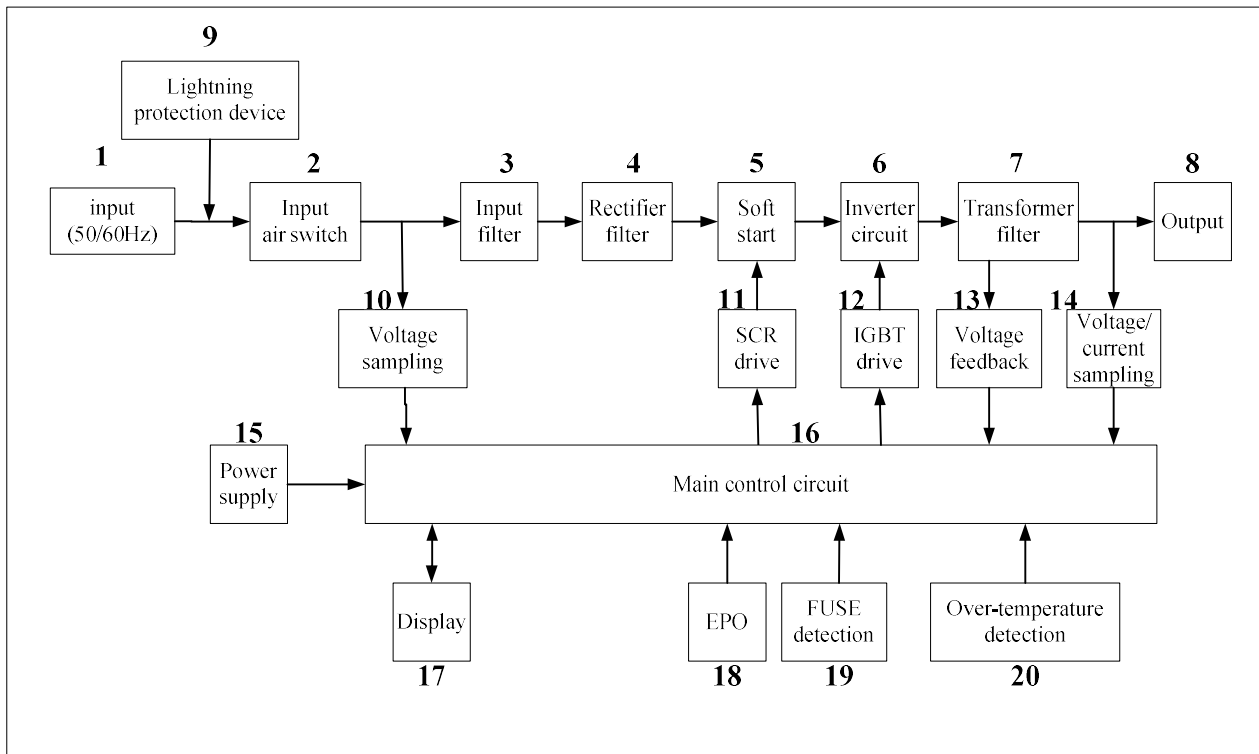 9
Lightning
protection device
1
2
3
4
5
6
7
8
input
(50/60Hz)
Input
air switch
Input
filter
Rectifier
filter
Soft
start
Inverter
circuit
Transformer
filter
Output
10
11
12
13
14
Voltage
sampling
SCR
drive
IGBT
drive
Voltage
feedback
Voltage/
current
sampling
15
16
Power
supply
Main control circuit
Display
EPO
FUSE
detection
Over-temperature
detection
17
18
19
20